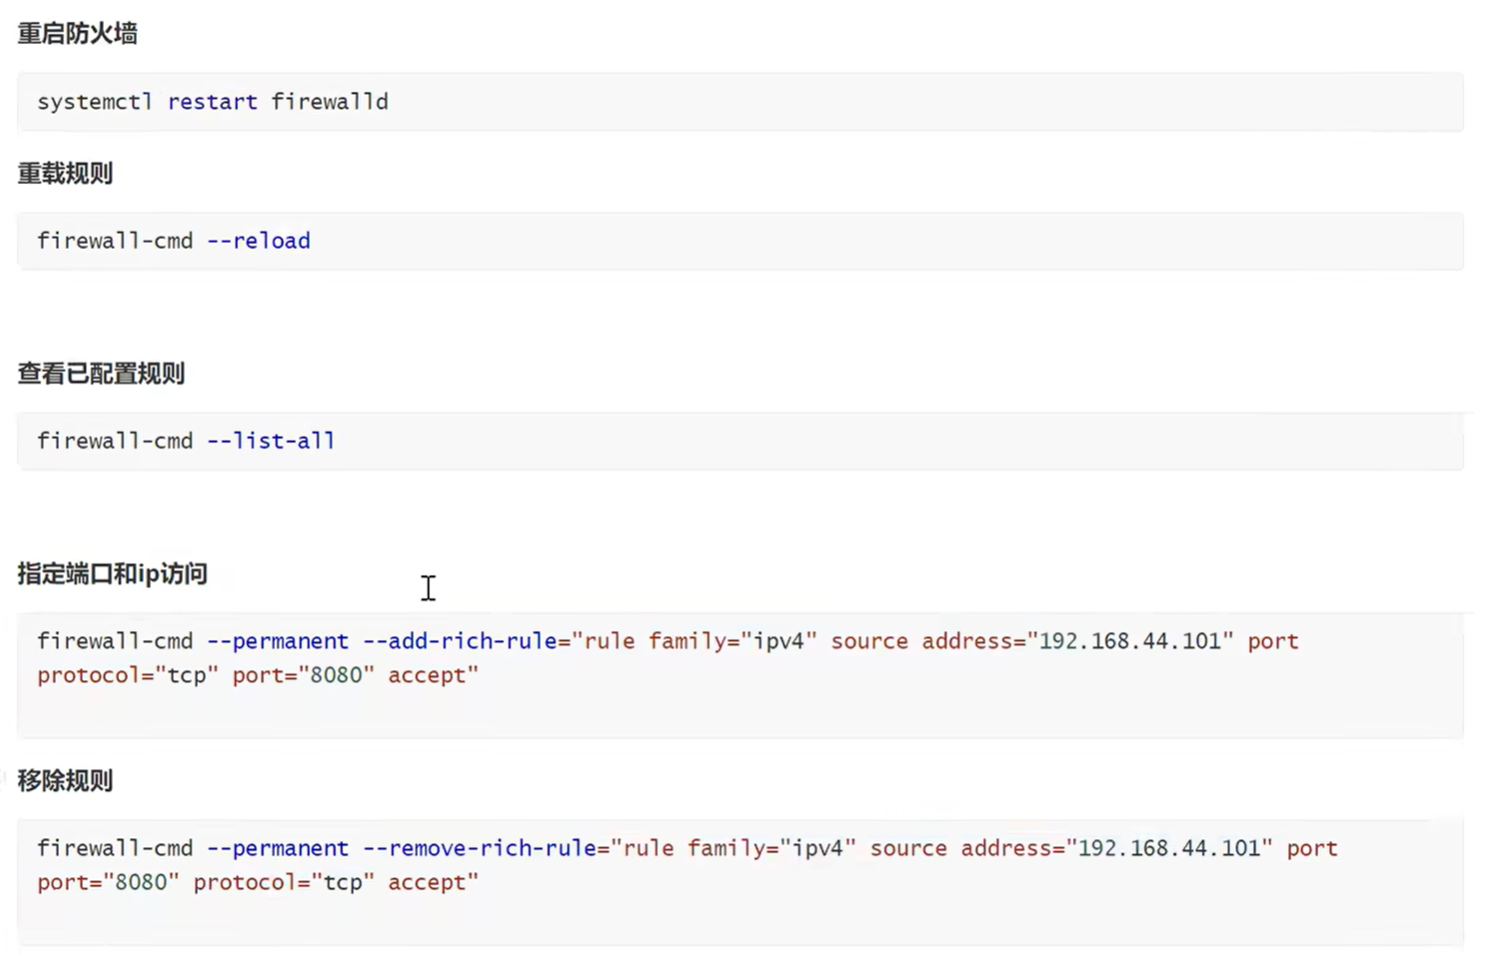 重启防火墙
systemctl restart firewalld
重载规则
firewall-cmd --reload
查看已配置规则
firewall-cmd --list-all
指定端口和ip访问
firewall-cmd --permanent --add-rich-rule="rule family="ipv4" source address="192.168.44.101" port
protocol="tcp" port="8080" accept"
移除规则
firewall-cmd --permanent --remove-rich-rule="rule family="ipv4" source address="192.168.44.101" port
port="8080" protocol="tcp" accept"